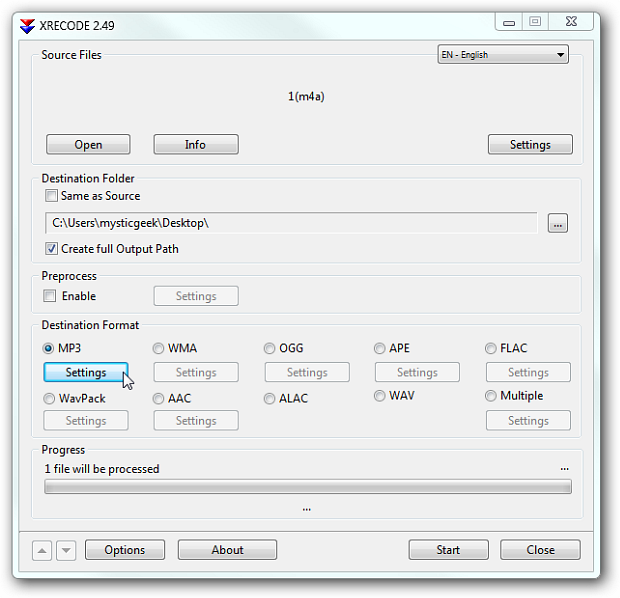 XRECODE 2.49
Source Files
EN - English
1(m4a)
Open Info Settings
Destination Folder
Same as Source
C:\Users\mysticgeek\Desktop\
...
Create full Output Path
Preprocess
Enable Settings
Destination Format
MP3 WMA OGG APE FLAC
Settings Settings Settings Settings Settings
WavPack AAC ALAC WAV Multiple
Settings Settings Settings
Progress
1 file will be processed ...
...
Options About Start Close